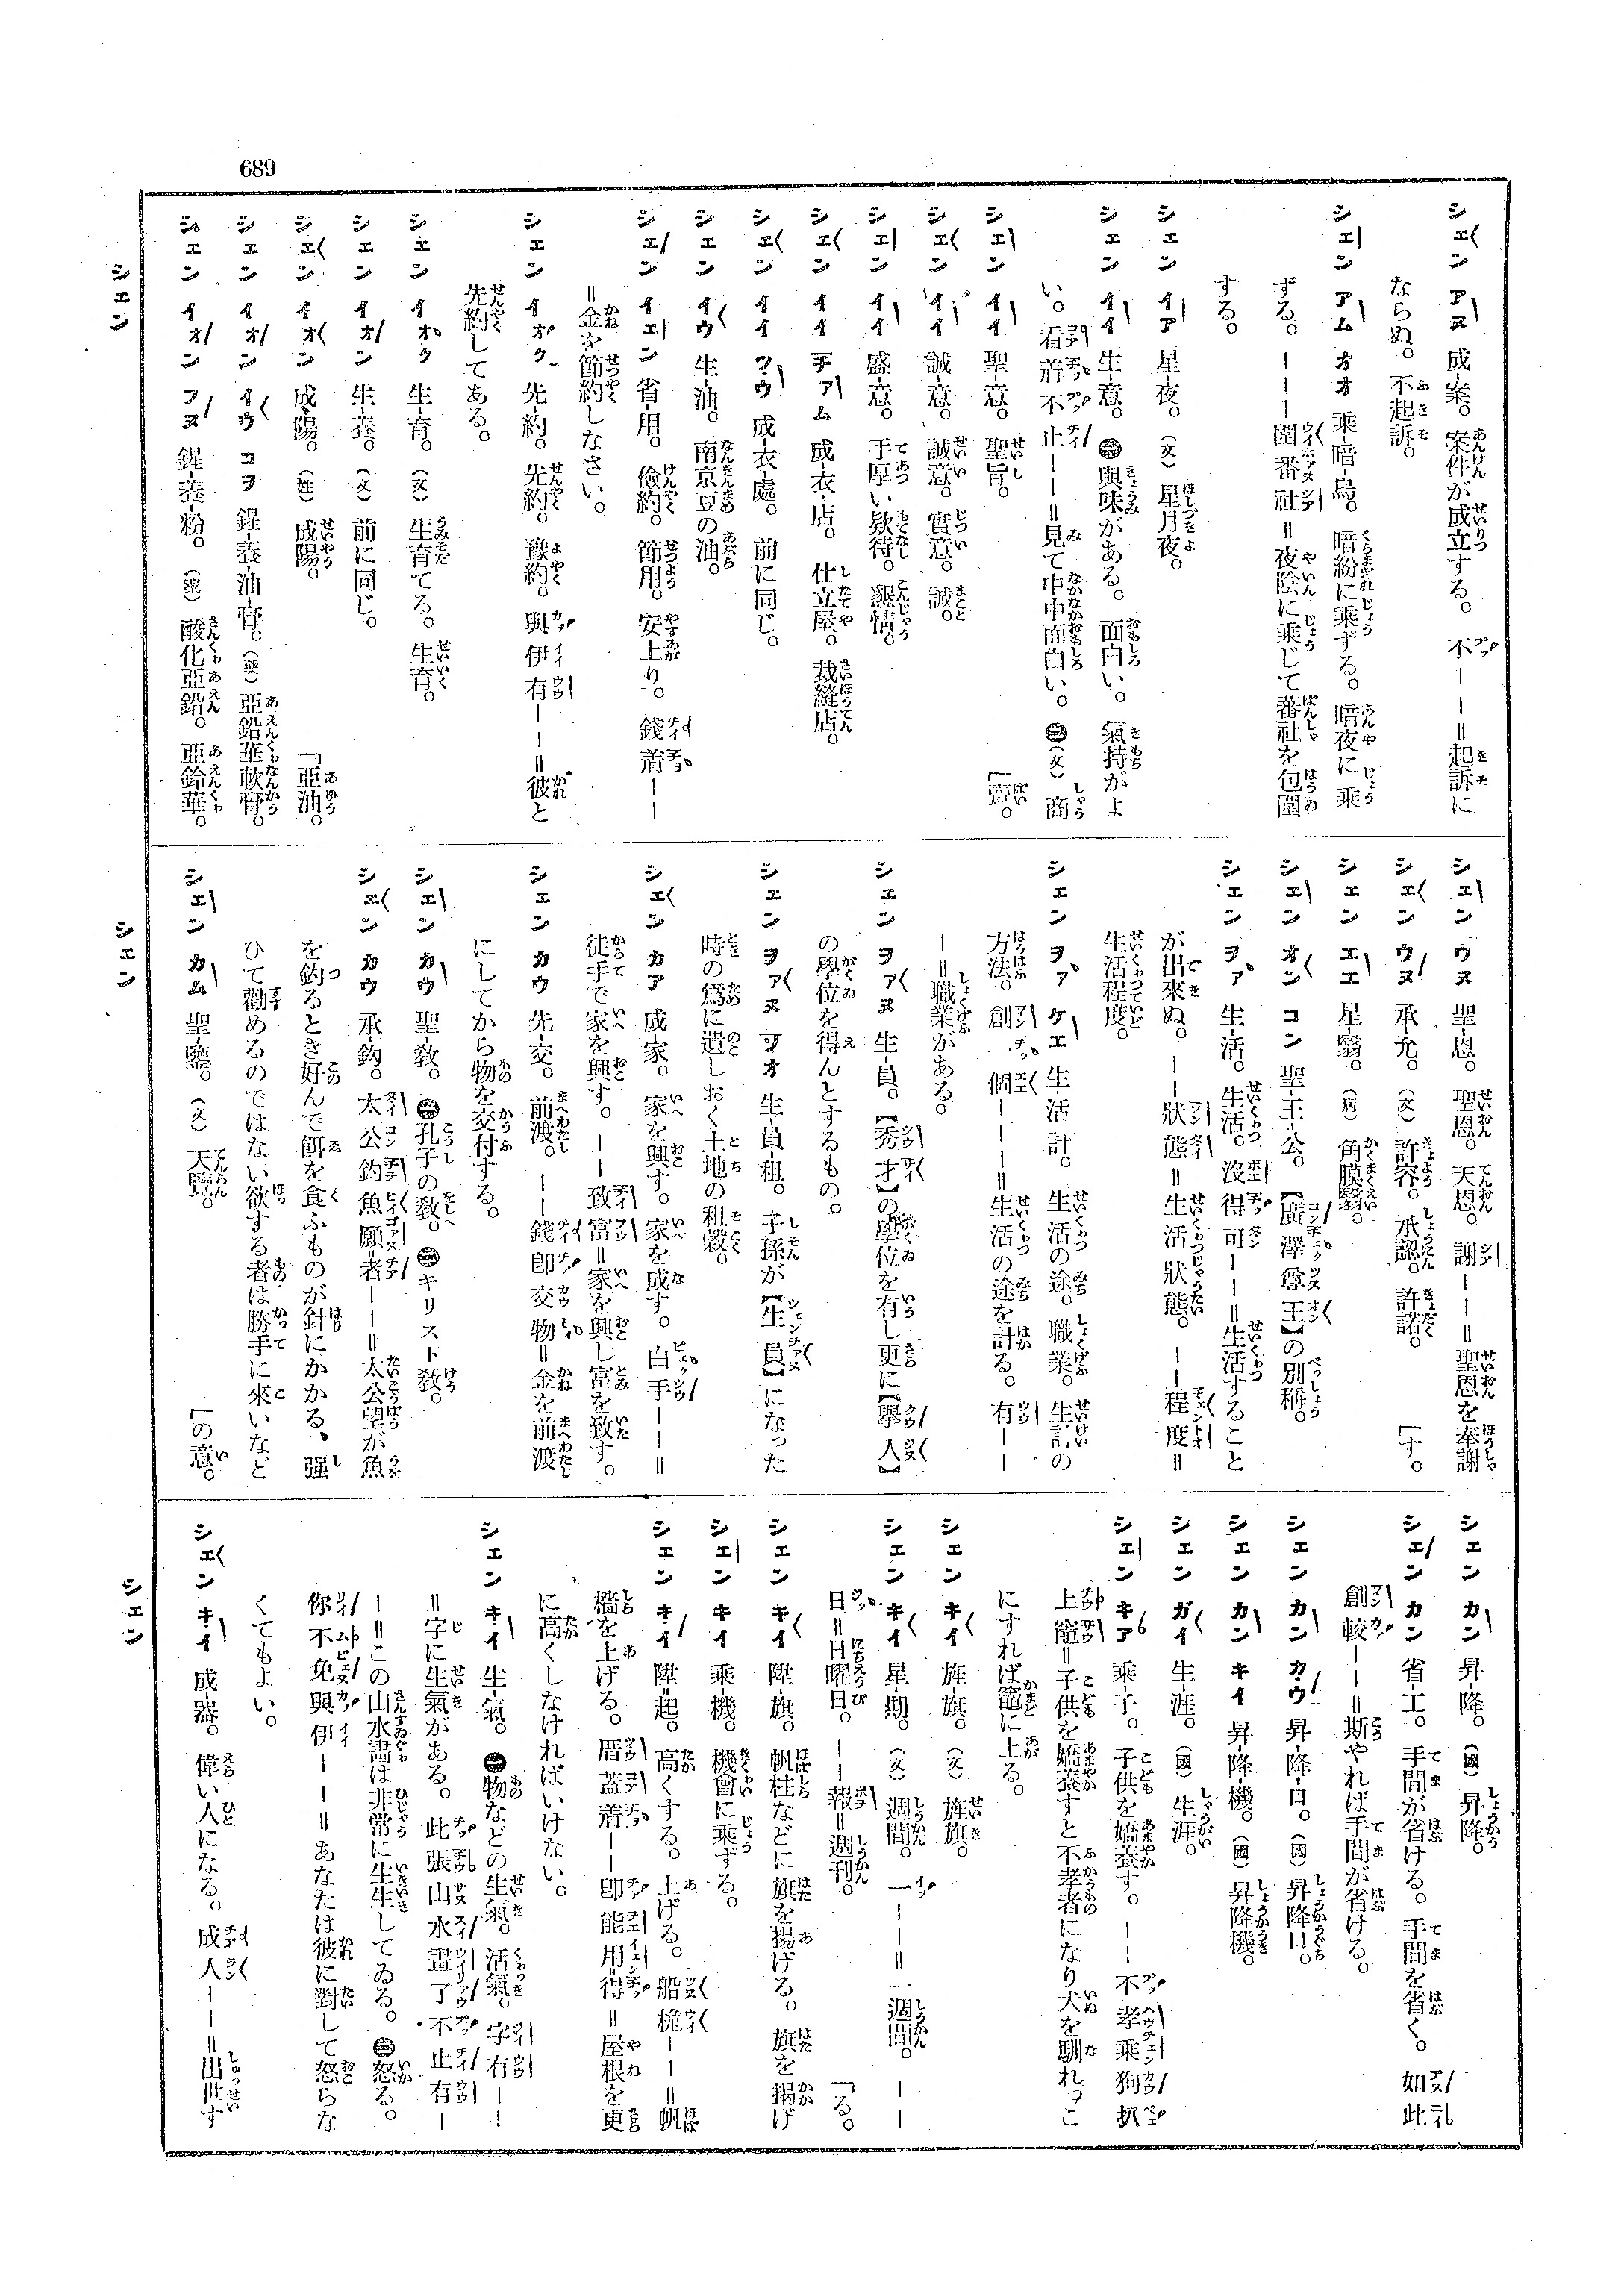 689
シェン アヌ 成-案。案件が成立する。不ーー=起訴に
ならぬ。不起訴。
シェン アム オオ 乘-暗-烏。暗紛に乘ずる。暗夜に乘
ずる。ーーー圍番社=夜陰に乘じて蕃社を包圍
する。
シェン イア 星-夜。(文)星月夜。
シェン イイ 生-意。㊀興味がある。面白い。氣持がよ
い。看着不止ーー=見て中中面白い。㊁(文)商
「賣。
シェン イイ 聖-意。聖旨。
シェン イイ 誠-意。誠意。實意。誠。
シェン イイ 盛-意。手厚い欵待。懇情。
シェン イイ テァム 成-衣-店。仕立屋。裁縫店。
シェン イイ 成-衣-處。前に同じ。
シェン イウ 生-油。南京豆の油。
シェン イェン 省-用。儉約。節用。安上り。錢着ーー
=金を節約しなさい。
シェン イォク 先-約。先約。豫約。與伊有ーー=彼と
先約してある。
シェン イォク 生-育。(文)生育てる。生育。
シェン イォン 生-養。(文)前に同じ。
シェン イォン 成-陽。(姓)成陽。
「亞油。
シェン イォン イウ コヲ 鋅-養-油-膏。(藥)亞鉛華軟膏。
シェン イォン フヌ 鋅-養-粉。(藥)酸化亞鉛。亞鉛華。
シェン
シェン ウヌ 聖-恩。聖恩。天恩。謝ーー=聖恩を奉謝
「す。
シェン ウヌ 承-允。(文)許容。承認。許諾。
シェン エエ 星-翳。(病)角膜翳。
シェン オン コン 聖-王-公。【廣澤尊王】の別稱。
シェン ヲァ 生-活。生活。沒得可ーー=生活すること
が出來ぬ。ーー狀態=生活狀態。ーー程度=
生活程度。
シェン ヲァ ケエ 生-活-計。生活の途。職業。生計の
方法。創一個ーーー=生活の途を計る。有ーー
ー=職業がある。
シェン ヲァヌ 生-員。【秀才】の學位を有し更に【擧人】
の學位を得んとするもの。
シェン ヲァヌ ツオ 生-員-租。子孫が【生員】になった
時の爲に遺しおく土地の租穀。
シェン カア 成-家。家を興す。家を成す。白手ーーー=
徒手で家を興す。ーー致富=家を興し富を致す。
シェン カウ 先-交。前渡。ーー錢卽交物=金を前渡
にしてから物を交付する。
シェン カウ 聖-敎。㊀孔子の敎。㊁キリスト敎。
シェン カウ 承-鈎。太公釣魚願者ーー=太公望が魚
を釣るとき好んで餌を食ふものが針にかかる。强
ひて勸めるのではない欲する者は勝手に來いなど
「の意。
シェン カム 聖-鑒。(文)天臨。
シェン
シェン カン 昇-降。(國)昇降。
シェン カン 省-工。手間が省ける。手間を省く。如此
創較ーー=斯やれば手間が省ける。
シェン カン カウ 昇-降-口。(國)昇降口。
シェン カン キイ 昇-降-機。(國)昇降機。
シェン ガイ 生-涯。(國)生涯。
シェン キア 乘-子。子供を嬌養す。ーー不孝乘狗扒
上竈=子供を嬌養すと不孝者になり犬を馴れっこ
にすれば竈に上る。
シェン キイ 旌-旗。(文)旌旗。
シェン キイ 星-期。(文)週間。一ーー=一週間。ーー
日=日曜日。ーー報=週刊。
「る。
シェン キイ 陞-旗。帆柱などに旗を揚げる。旗を揭げ
シェン キイ 乘-機。機會に乘ずる。
シェン キイ 陞-起。高くする。上げる。船桅ーー=帆
檣を上げる。厝蓋着ーー卽能用得=屋根を更
に高くしなければいけない。
シェン キイ 生-氣。㊀物などの生氣。活氣。字有ーー
=字に生氣がある。此張山水畫了不止有ー
ー=この山水畵は非常に生生してゐる。㊁怒る。
你不免與伊ーー=あなたは彼に對して怒らな
くてもよい。
シェン キイ 成-器。偉い人になる。成人ーー=出世す
シェン